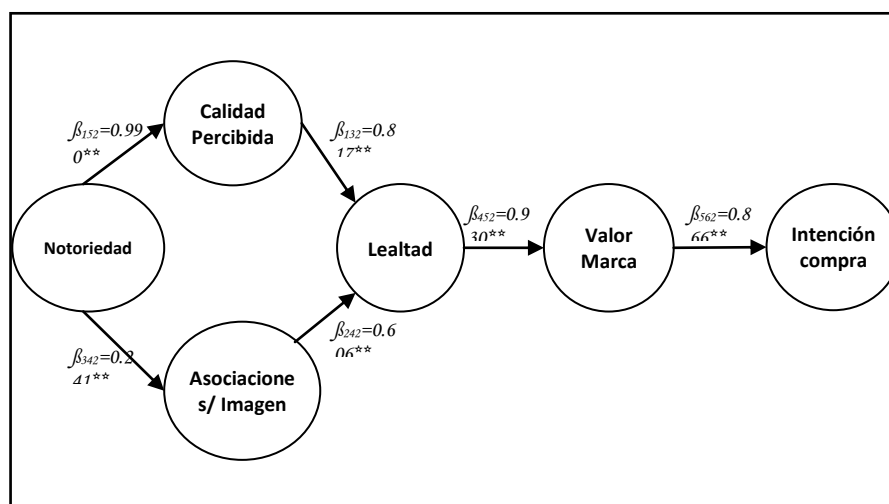 Calidad
Percibida
ß152=0.99
0**
ß132=0.8
17**
Notoriedad
Lealtad
ß452=0.9
30**
Valor
Marca
ß562=0.8
66**
Intención
compra
ß342=0.2
41**
Asociacione
s/ Imagen
ß242=0.6
06**